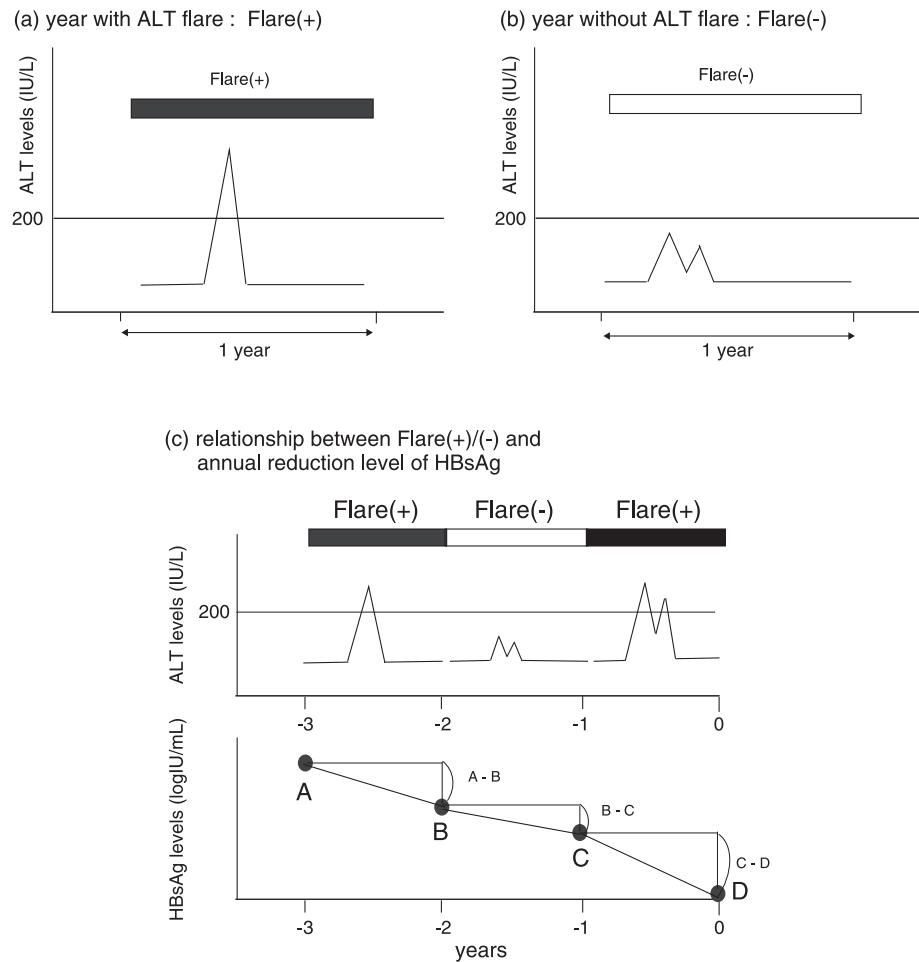 (a) year with ALT flare : Flare(+)
ALT levels (IU/L)
Flare(+)
200
1 year
(b) year without ALT flare : Flare(-)
ALT levels (IU/L)
Flare(-)
200
1 year
(c) relationship between Flare(+)/(-) and
annual reduction level of HBsAg
Flare(+) Flare(-) Flare(+)
ALT levels (IU/L)
200
-3 -2 -1 0
HBsAg levels (logIU/mL)
A - B
A
B - C
B
C
C - D
D
-3 -2 -1 0
years